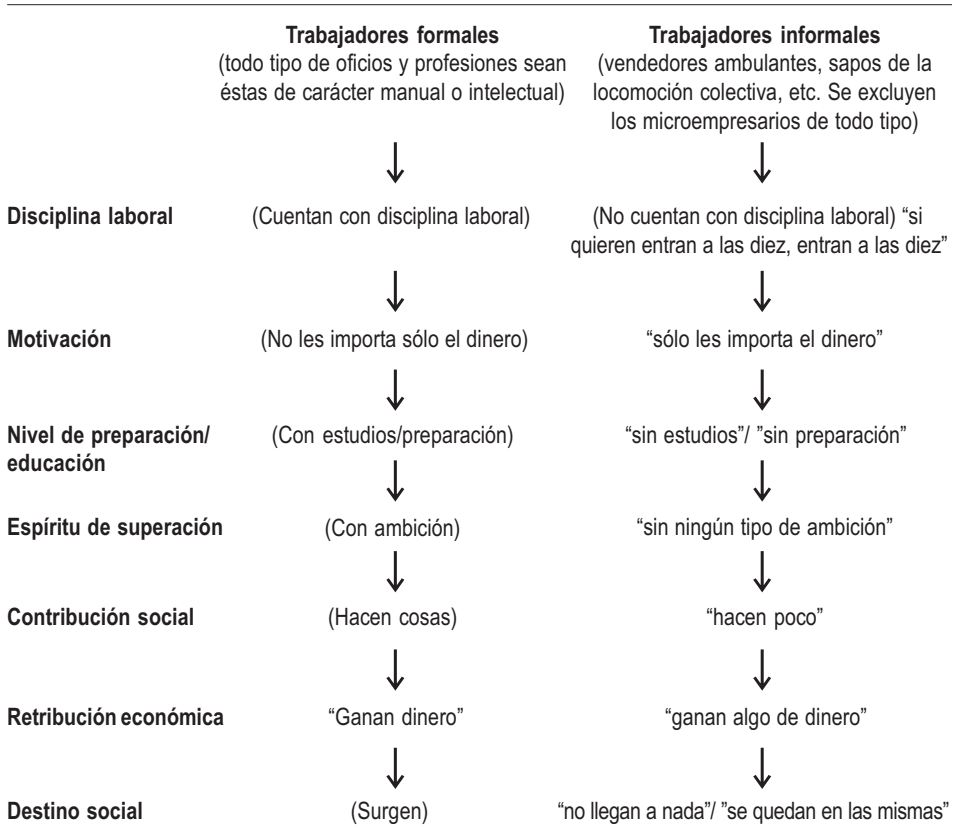 Trabajadores formales
(todo tipo de oficios y profesiones sean
éstas de carácter manual o intelectual)
Trabajadores informales
(vendedores ambulantes, sapos de la
locomoción colectiva, etc. Se excluyen
los microempresarios de todo tipo)
Disciplina laboral
(Cuentan con disciplina laboral)
(No cuentan con disciplina laboral) “si
quieren entran a las diez, entran a las diez”
Motivación
(No les importa sólo el dinero)
“sólo les importa el dinero”
Nivel de preparación/
educación
(Con estudios/preparación)
“sin estudios”/ ”sin preparación”
Espíritu de superación
(Con ambición)
“sin ningún tipo de ambición”
Contribución social
(Hacen cosas)
“hacen poco”
Retribución económica
“Ganan dinero”
“ganan algo de dinero”
Destino social
(Surgen)
“no llegan a nada”/ ”se quedan en las mismas”